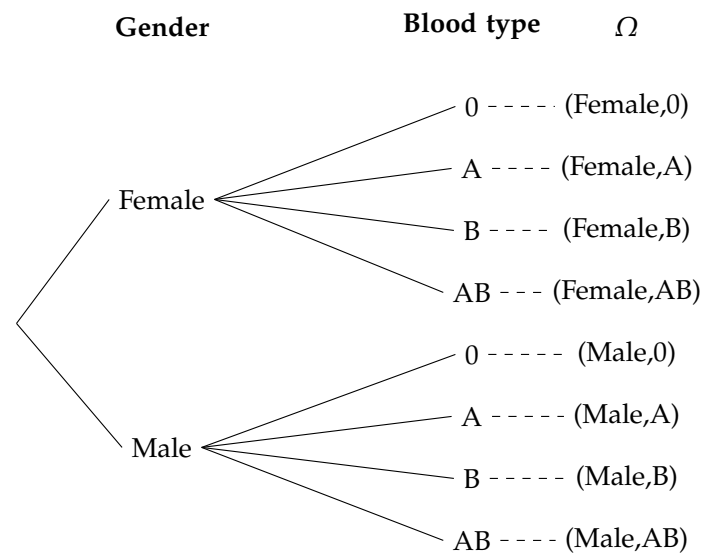 Gender Blood type Ω
0 (Female,0)
A (Female,A)
Female
B (Female,B)
AB (Female,AB)
0 (Male,0)
A (Male,A)
Male
B (Male,B)
AB (Male,AB)